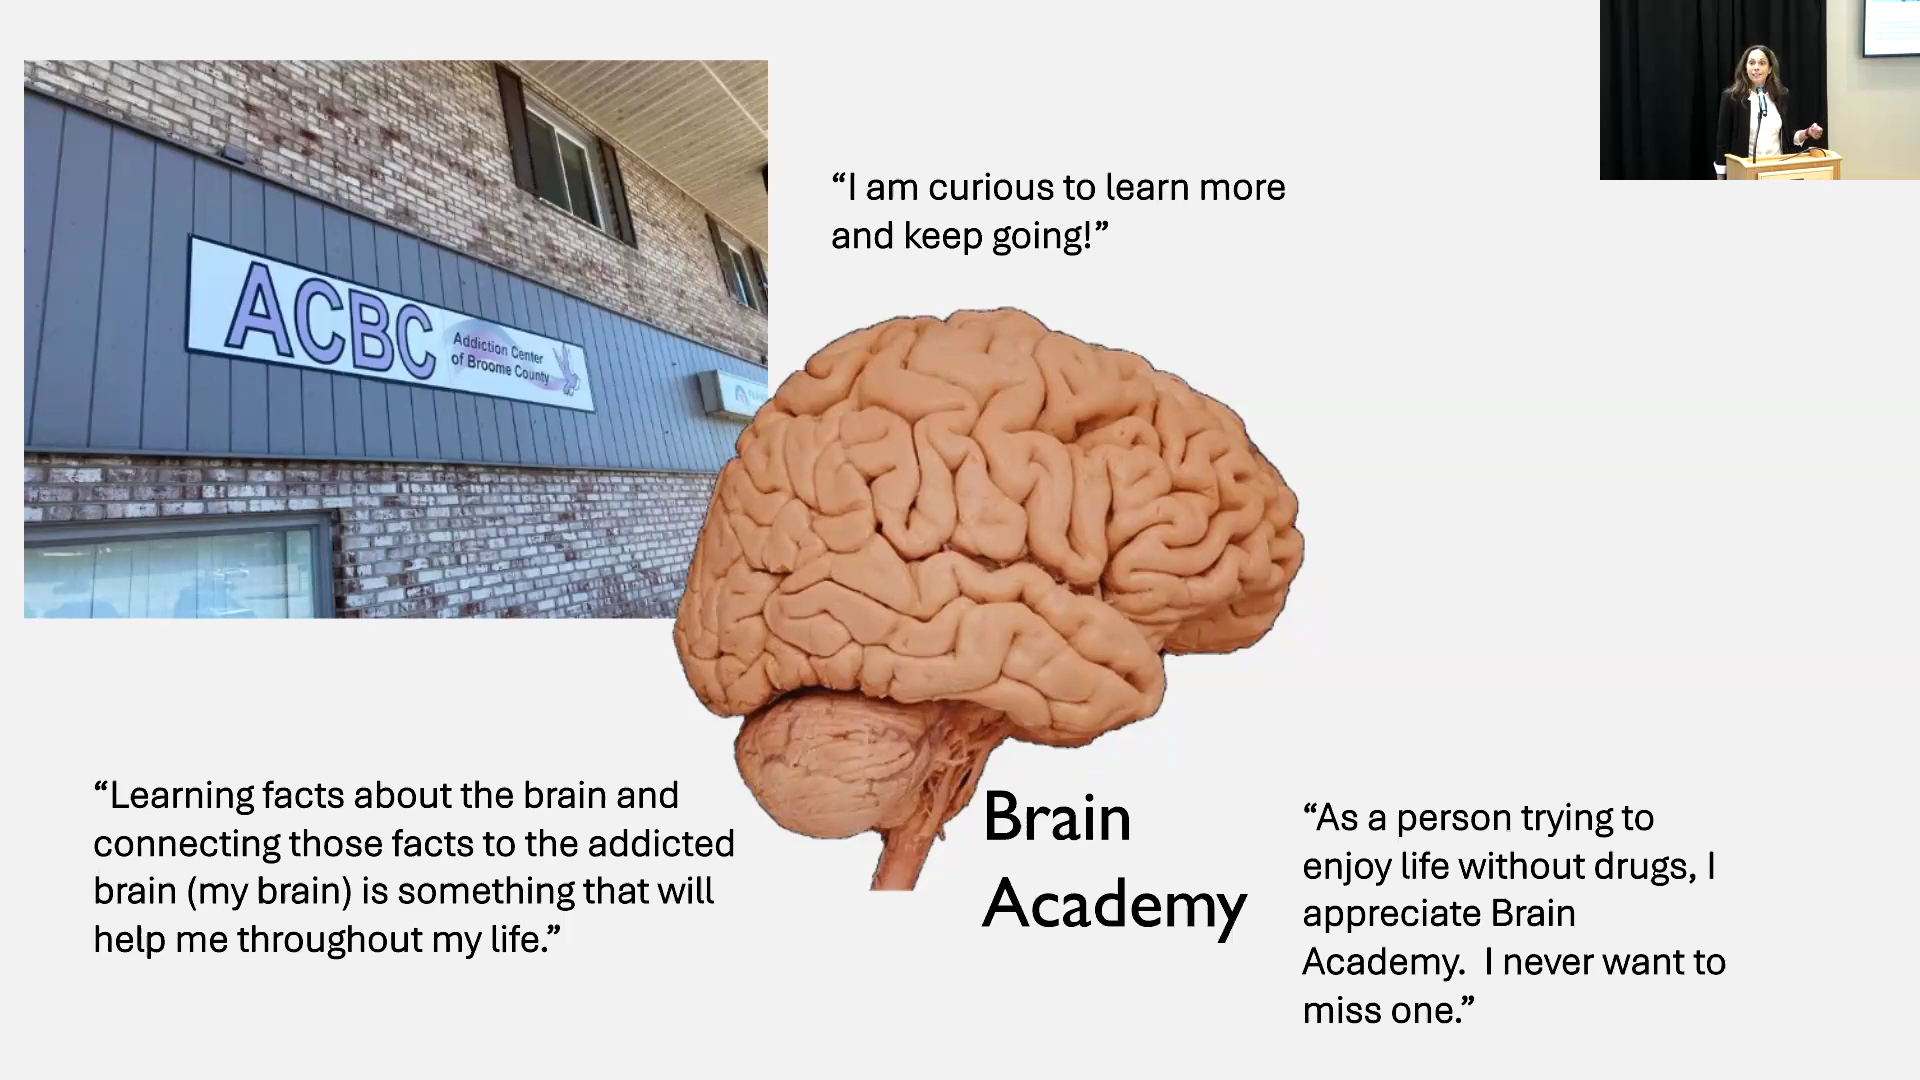 ACBC
Addiction Center
of Broome County
“I am curious to learn more
and keep going!”
“Learning facts about the brain and
connecting those facts to the addicted
brain (my brain) is something that will
help me throughout my life.”
Brain
Academy
“As a person trying to
enjoy life without drugs, I
appreciate Brain
Academy.  I never want to
miss one.”